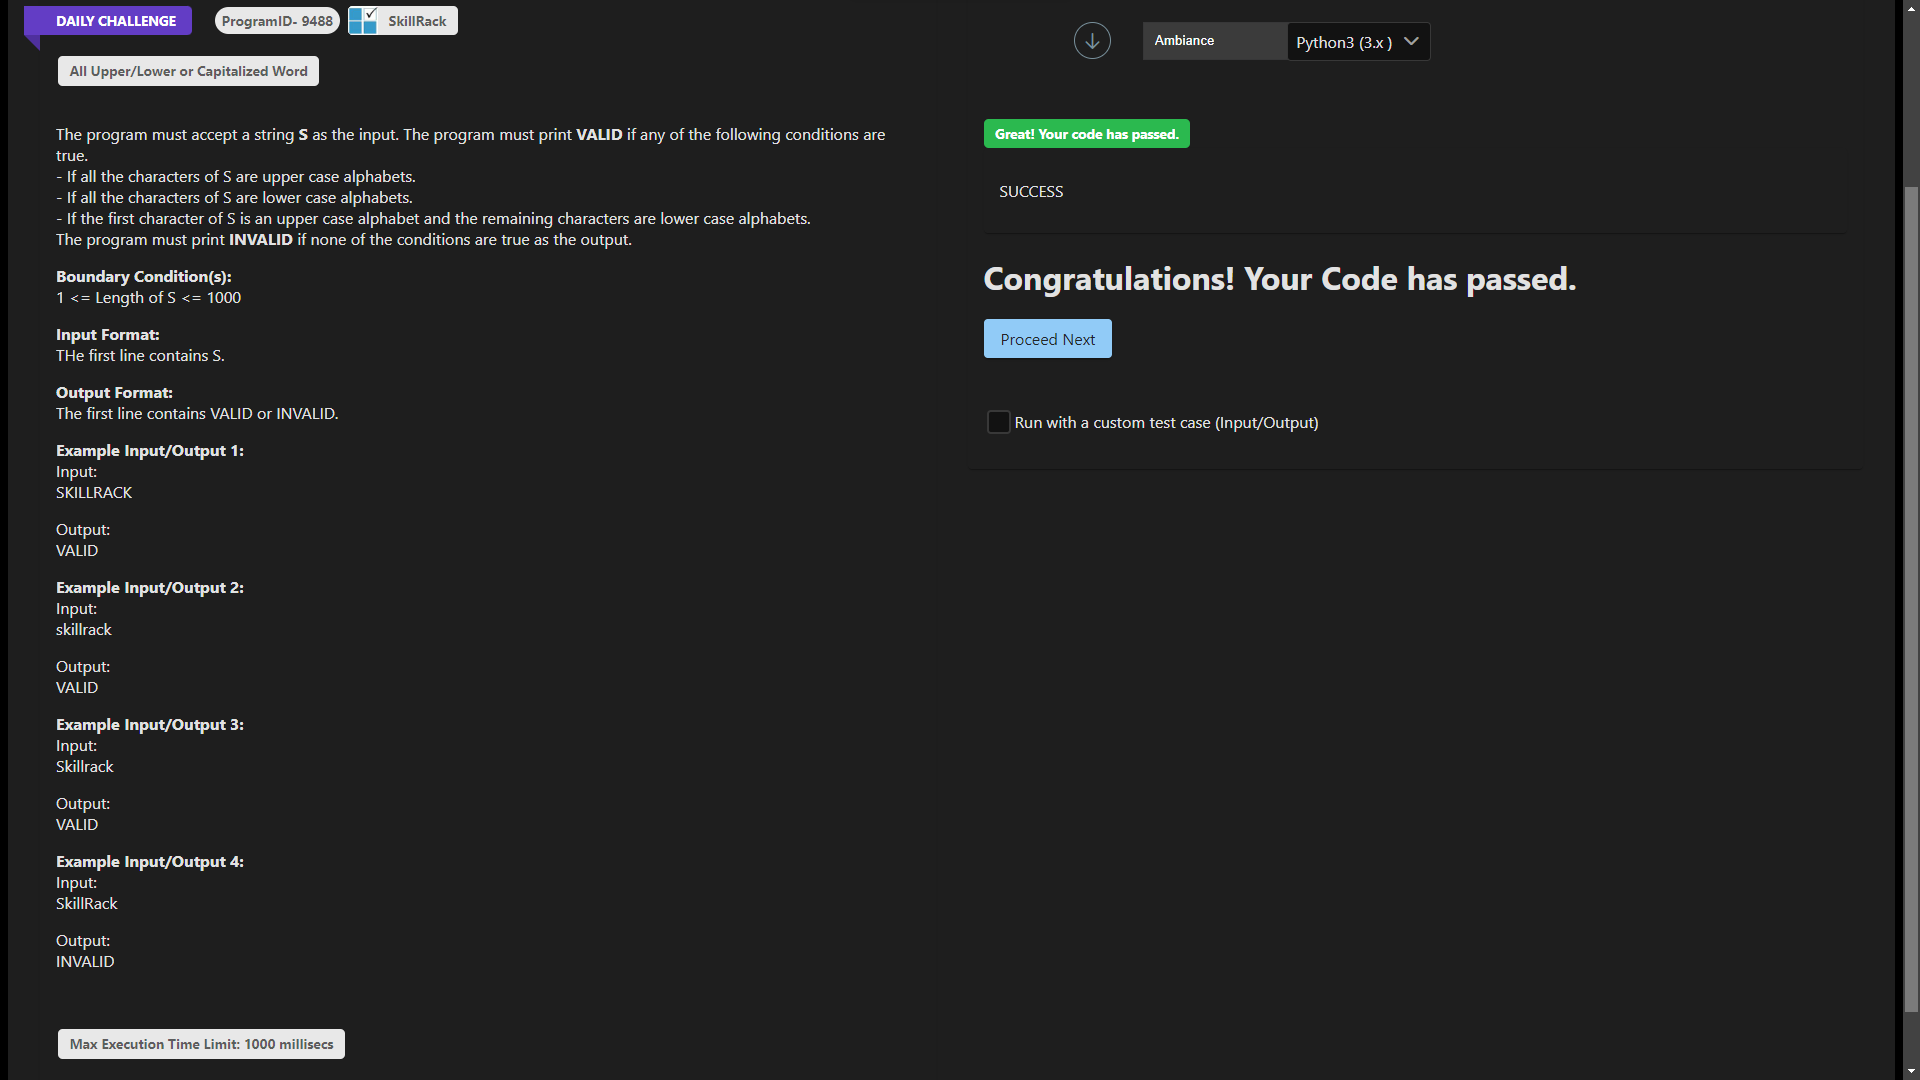 DAILY CHALLENGE
ProgramID- 9488
SkillRack
Ambiance
Python3 (3.x )
All Upper/Lower or Capitalized Word
The program must accept a string S as the input. The program must print VALID if any of the following conditions are
true.
- If all the characters of S are upper case alphabets.
- If all the characters of S are lower case alphabets.
- If the first character of S is an upper case alphabet and the remaining characters are lower case alphabets.
The program must print INVALID if none of the conditions are true as the output.
Boundary Condition(s):
1 <= Length of S <= 1000
Input Format:
THe first line contains S.
Output Format:
The first line contains VALID or INVALID.
Example Input/Output 1:
Input:
SKILLRACK
Output:
VALID
Example Input/Output 2:
Input:
skillrack
Output:
VALID
Example Input/Output 3:
Input:
Skillrack
Output:
VALID
Example Input/Output 4:
Input:
SkillRack
Output:
INVALID
Max Execution Time Limit: 1000 millisecs
Great! Your code has passed.
SUCCESS
Congratulations! Your Code has passed.
Proceed Next
Run with a custom test case (Input/Output)